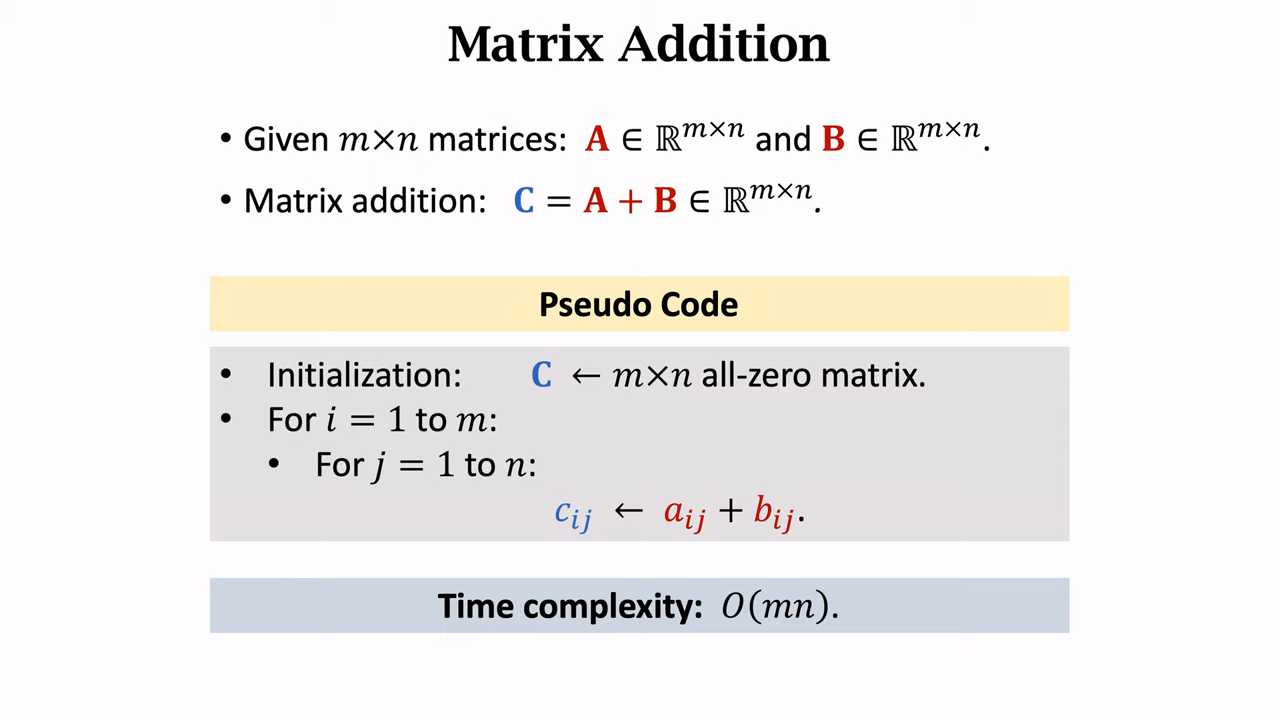 Matrix Addition
• Given m×n matrices: A ∈ ℝ^{m×n} and B ∈ ℝ^{m×n}.
• Matrix addition: C = A + B ∈ ℝ^{m×n}.
Pseudo Code
• Initialization: C ← m×n all-zero matrix.
• For i = 1 to m:
• For j = 1 to n:
c_{ij} ← a_{ij} + b_{ij}.
Time complexity: O(mn).